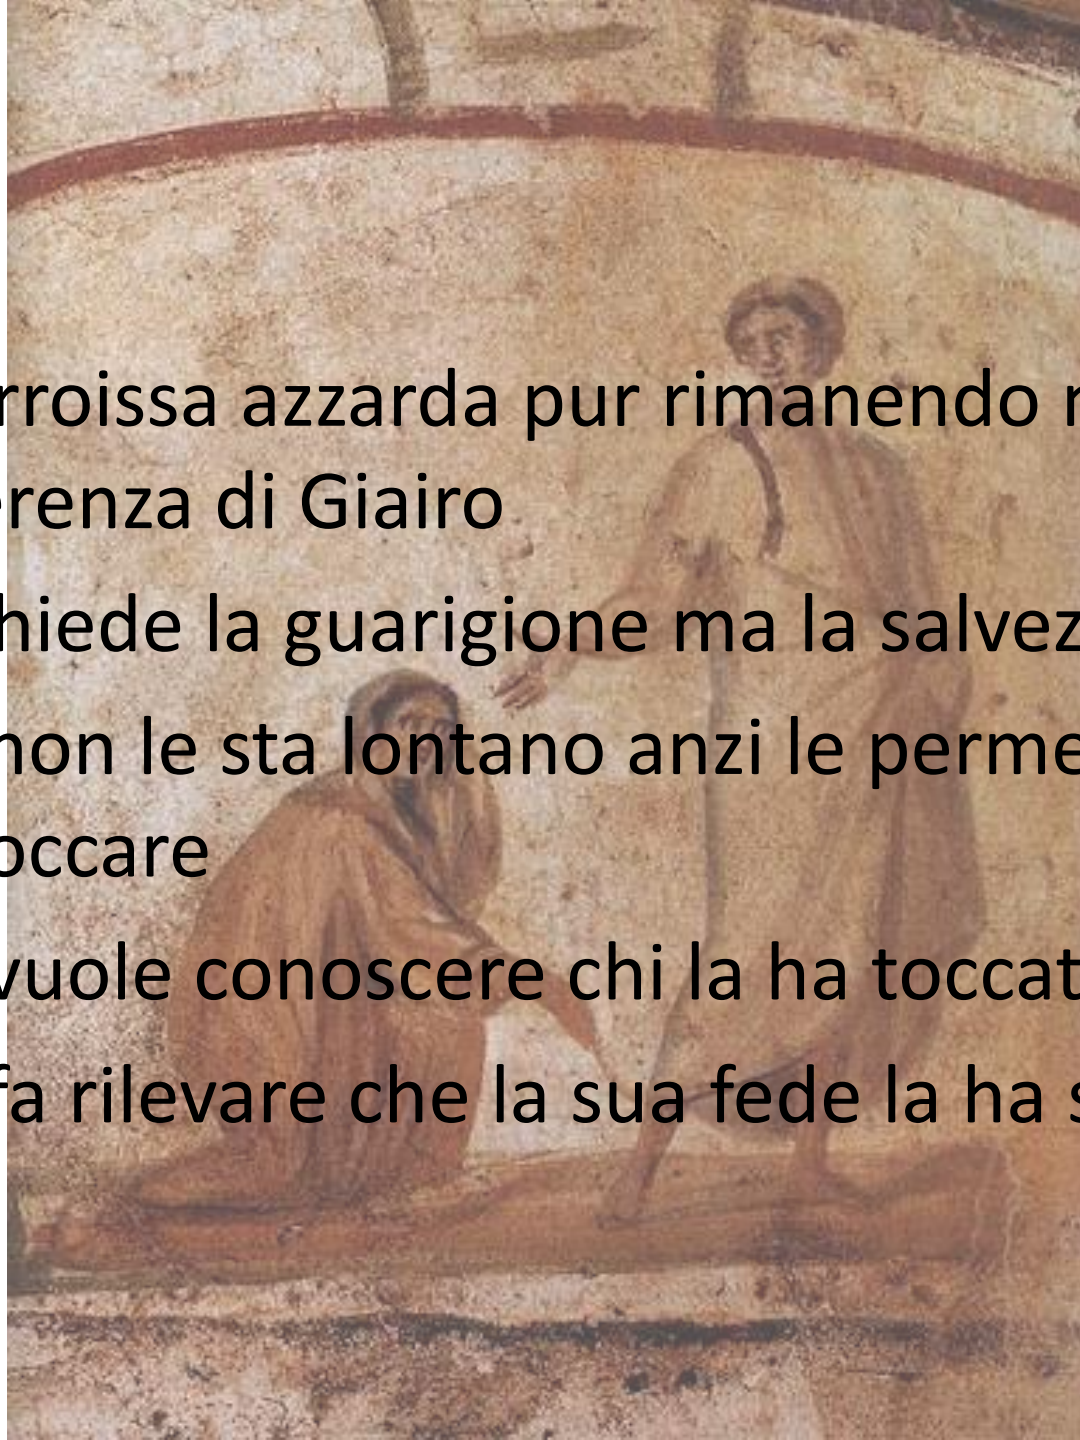 rroissa azzarda pur rimanendo
erenza di Giairo
hiede la guarigione ma la salvez
non le sta lontano anzi le perme
occare
vuole conoscere chi la ha toccat
fa rilevare che la sua fede la ha s